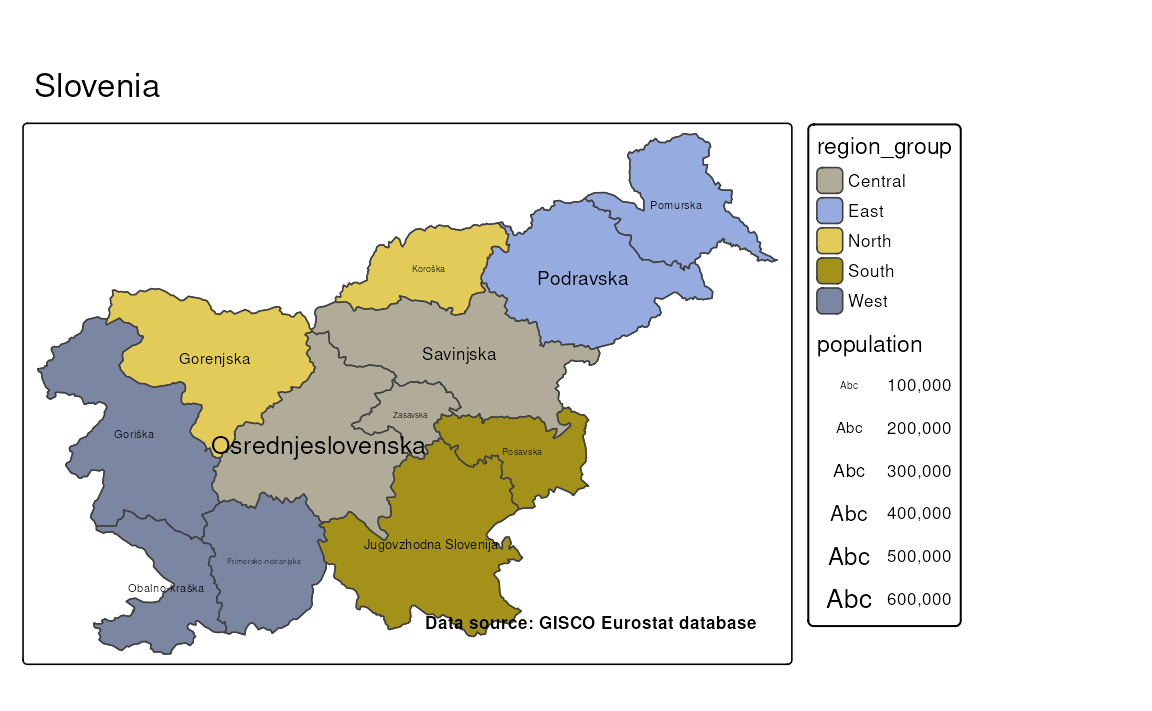 Slovenia
Pomurska
Koroška
Podravska
Gorenjska
Savinjska
Zasavska
Goriška
Osrednjeslovenska
Posavska
Jugovzhodna Slovenija
Primorsko-notranjska
Obalno-kraška
Data source: GISCO Eurostat database
region_group
Central
East
North
South
West
population
Abc 100,000
Abc 200,000
Abc 300,000
Abc 400,000
Abc 500,000
Abc 600,000